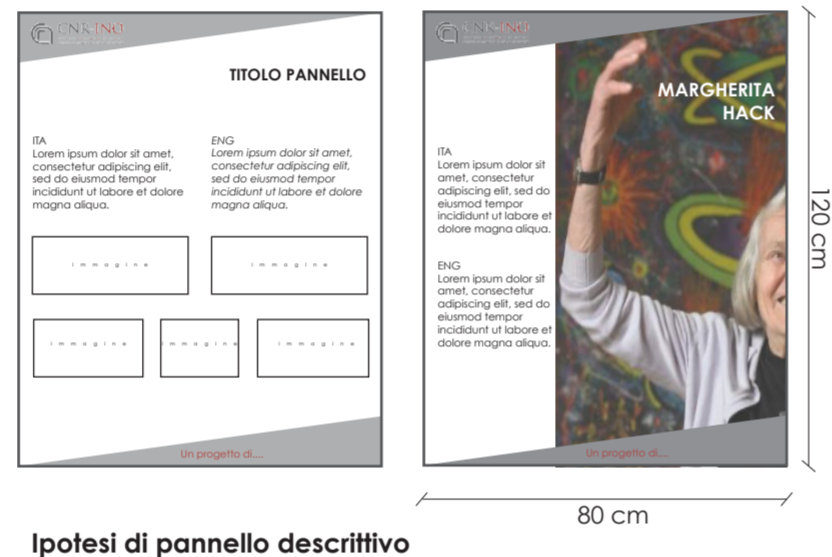 CNR-INO
TITOLO PANNELLO
ITA
Lorem ipsum dolor sit amet,
consectetur adipiscing elit,
sed do eiusmod tempor
incididunt ut labore et dolore
magna aliqua.
ENG
Lorem ipsum dolor sit amet,
consectetur adipiscing elit,
sed do eiusmod tempor
incididunt ut labore et dolore
magna aliqua.
immagine
immagine
immagine
immagine
immagine
Un progetto di....
CNR-INO
MARGHERITA
HACK
ITA
Lorem ipsum dolor sit
amet, consectetur
adipiscing elit, sed do
eiusmod tempor
incididunt ut labore et
dolore magna aliqua.
ENG
Lorem ipsum dolor sit
amet, consectetur
adipiscing elit, sed do
eiusmod tempor
incididunt ut labore et
dolore magna aliqua.
Un progetto di....
120 cm
80 cm
Ipotesi di pannello descrittivo